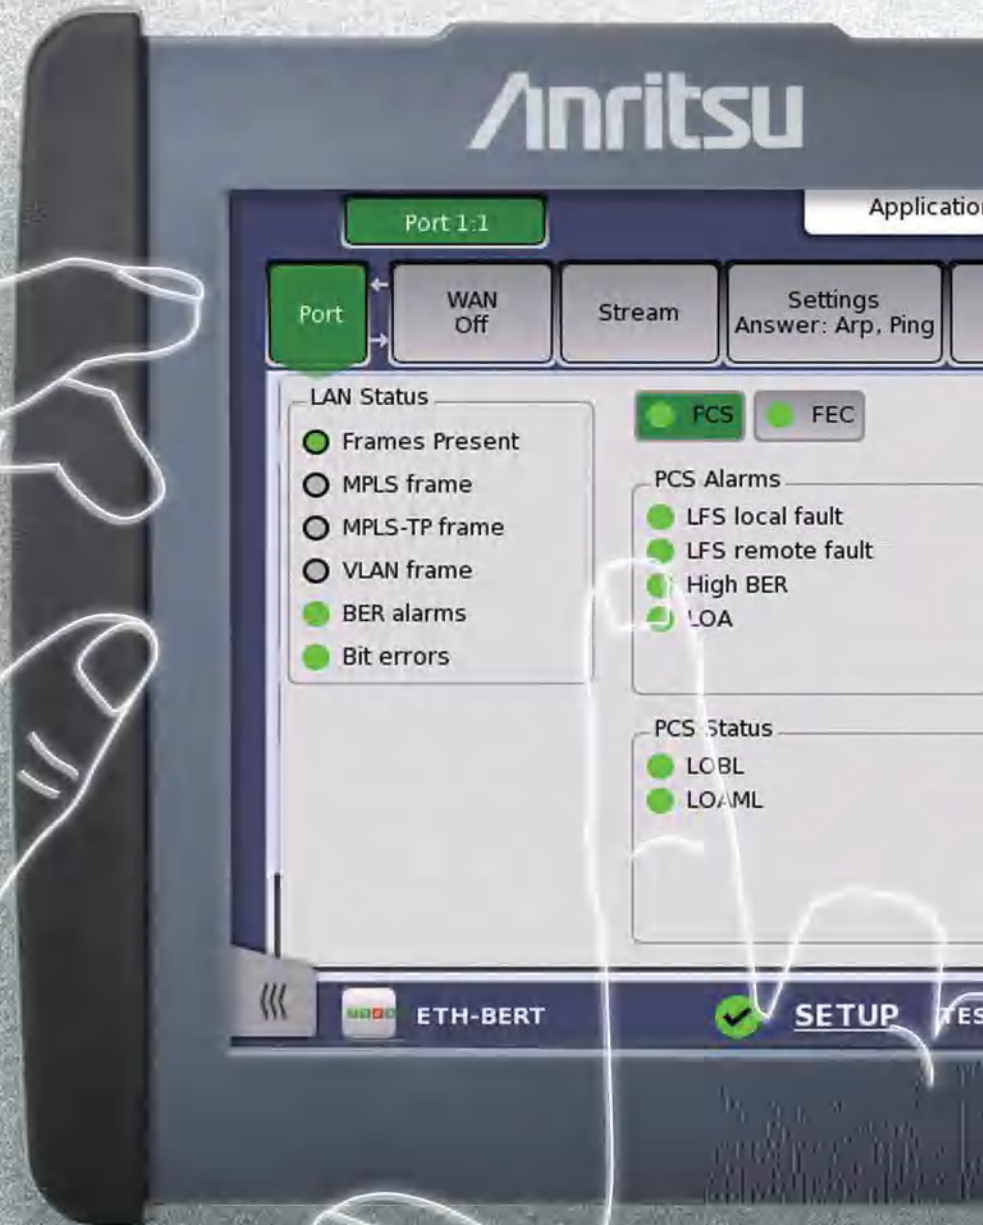 Anritsu
Port 1:1
Application
Port
WAN
Off
Stream
Settings
Answer: Arp, Ping
LAN Status
Frames Present
MPLS frame
MPLS-TP frame
VLAN frame
BER alarms
Bit errors
PCS
FEC
PCS Alarms
LFS local fault
LFS remote fault
High BER
LOA
PCS Status
LOBL
LOAML
ETH-BERT
SETUP